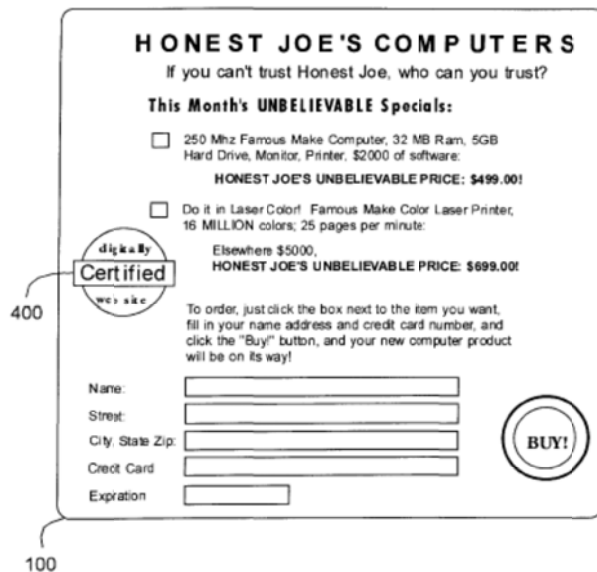 HONEST JOE'S COMPUTERS
If you can't trust Honest Joe, who can you trust?
This Month's UNBELIEVABLE Specials:
250 Mhz Famous Make Computer, 32 MB Ram, 5GB
Hard Drive, Monitor, Printer, $2000 of software:
HONEST JOE'S UNBELIEVABLE PRICE: $499.00!
Do it in Laser Color! Famous Make Color Laser Printer,
16 MILLION colors; 25 pages per minute:
Elsewhere $5000,
HONEST JOE'S UNBELIEVABLE PRICE: $699.00!
digitally
Certified
web site
400
To order, just click the box next to the item you want,
fill in your name address and credit card number, and
click the "Buy!" button, and your new computer product
will be on its way!
Name:
Street:
City, State Zip:
Credit Card
Expiration
BUY!
100